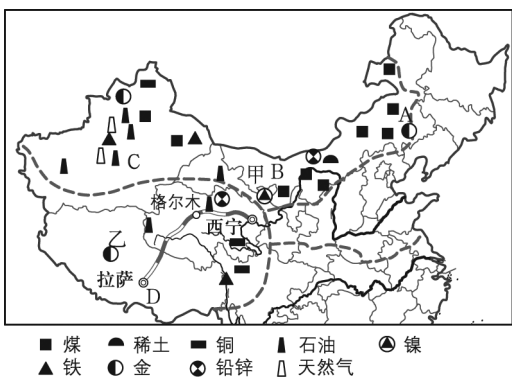 A
甲 B
C
格尔木
西宁
乙
拉萨
D
煤 稀土 铜 石油 镍
铁 金 铅锌 天然气